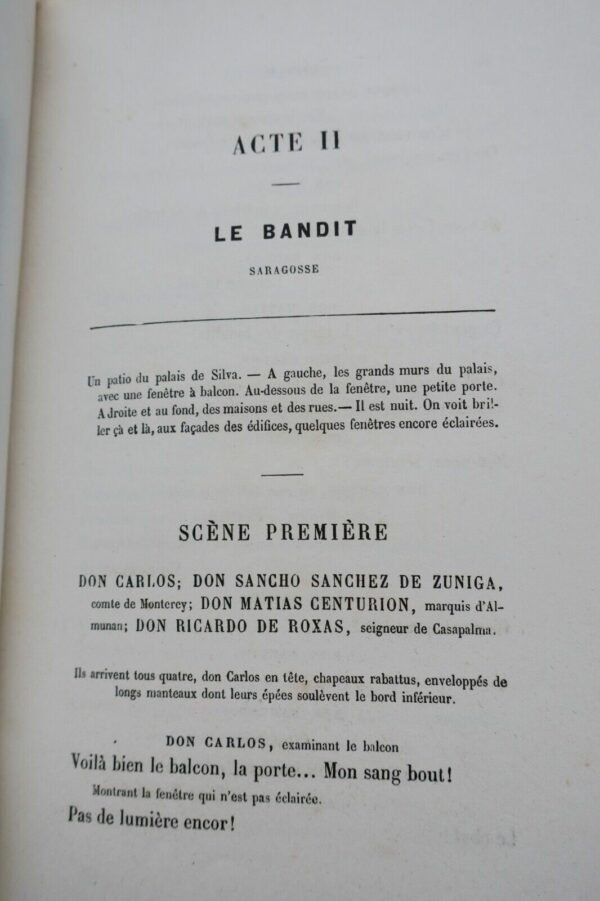 ACTE II
LE BANDIT
SARAGOSSE
Un patio du palais de Silva. — A gauche, les grands murs du palais,
avec une fenêtre à balcon. Au-dessous de la fenêtre, une petite porte.
A droite et au fond, des maisons et des rues. — Il est nuit. On voit bril-
ler çà et là, aux façades des édifices, quelques fenêtres encore éclairées.
SCÈNE PREMIÈRE
DON CARLOS; DON SANCHO SANCHEZ DE ZUNIGA,
comte de Monterey; DON MATIAS CENTURION, marquis d'Al-
munan; DON RICARDO DE ROXAS, seigneur de Casapalma.
Ils arrivent tous quatre, don Carlos en tête, chapeaux rabattus, enveloppés de
longs manteaux dont leurs épées soulèvent le bord inférieur.
DON CARLOS, examinant le balcon
Voilà bien le balcon, la porte... Mon sang bout!
Montrant la fenêtre qui n'est pas éclairée.
Pas de lumière encor!